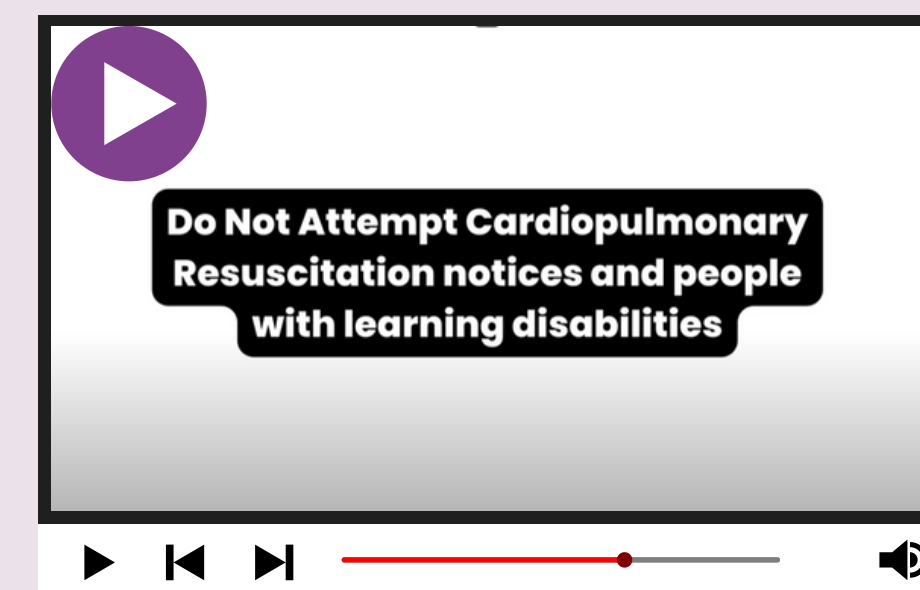 Do Not Attempt Cardiopulmonary
Resuscitation notices and people
with learning disabilities